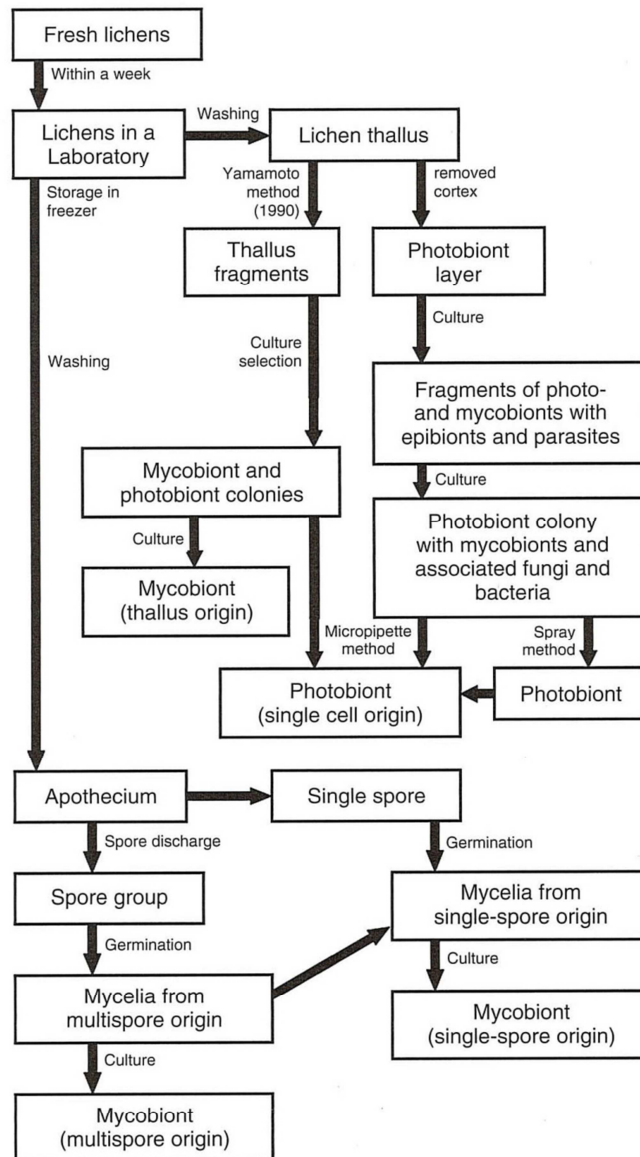 Fresh lichens
Within a week
Washing
Lichens in a
Laboratory
Lichen thallus
Storage in
freezer
Yamamoto
method
(1990)
removed
cortex
Thallus
fragments
Photobiont
layer
Culture
Culture
selection
Washing
Fragments of photo-
and mycobionts with
epibionts and parasites
Mycobiont and
photobiont colonies
Culture
Photobiont colony
with mycobionts and
associated fungi and
bacteria
Culture
Mycobiont
(thallus origin)
Micropipette
method
Spray
method
Photobiont
(single cell origin)
Photobiont
Apothecium
Single spore
Spore discharge
Germination
Spore group
Mycelia from
single-spore origin
Germination
Culture
Mycelia from
multispore origin
Mycobiont
(single-spore origin)
Culture
Mycobiont
(multispore origin)